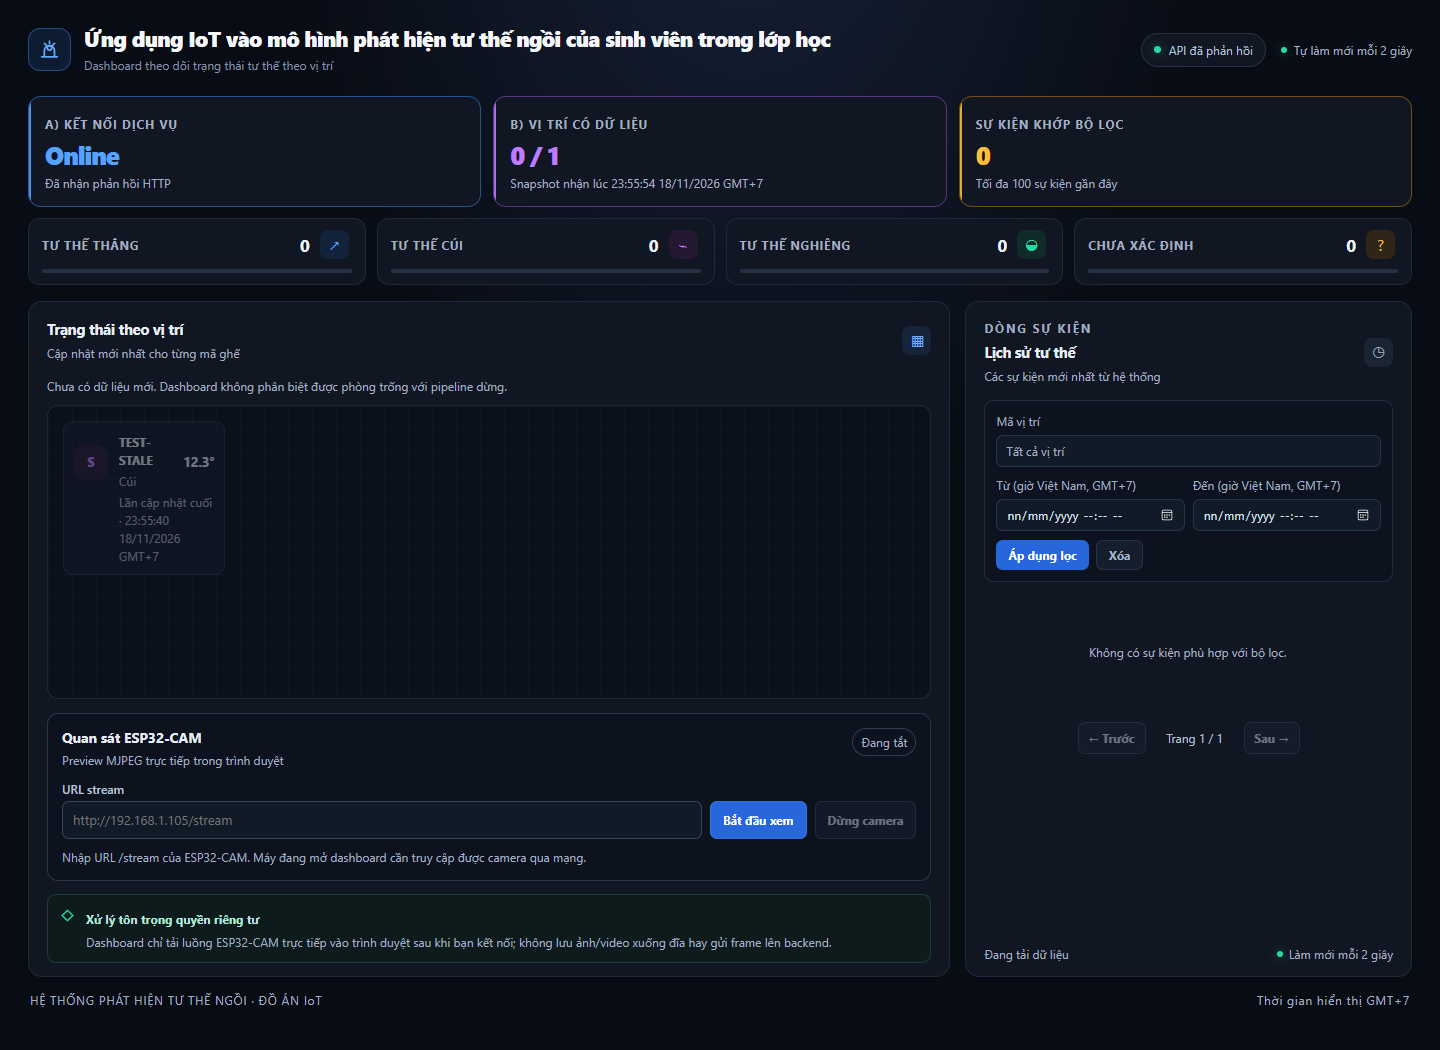 Ứng dụng IoT vào mô hình phát hiện tư thế ngồi của sinh viên trong lớp học
Dashboard theo dõi trạng thái tư thế theo vị trí
API đã phản hồi
Tự làm mới mỗi 2 giây
A) KẾT NỐI DỊCH VỤ
Online
Đã nhận phản hồi HTTP
B) VỊ TRÍ CÓ DỮ LIỆU
0 / 1
Snapshot nhận lúc 23:55:54 18/11/2026 GMT+7
SỰ KIỆN KHỚP BỘ LỌC
0
Tối đa 100 sự kiện gần đây
TƯ THẾ THẲNG
0
↗
TƯ THẾ CÚI
0
TƯ THẾ NGHIÊNG
0
CHƯA XÁC ĐỊNH
0
?
Trạng thái theo vị trí
Cập nhật mới nhất cho từng mã ghế
Chưa có dữ liệu mới. Dashboard không phân biệt được phòng trống với pipeline dừng.
S
TEST-
STALE
12.3°
Cúi
Lần cập nhật cuối
· 23:55:40
18/11/2026
GMT+7
Quan sát ESP32-CAM
Preview MJPEG trực tiếp trong trình duyệt
Đang tắt
URL stream
http://192.168.1.105/stream
Bắt đầu xem
Dừng camera
Nhập URL /stream của ESP32-CAM. Máy đang mở dashboard cần truy cập được camera qua mạng.
Xử lý tôn trọng quyền riêng tư
Dashboard chỉ tải luồng ESP32-CAM trực tiếp vào trình duyệt sau khi bạn kết nối; không lưu ảnh/video xuống đĩa hay gửi frame lên backend.
DÒNG SỰ KIỆN
Lịch sử tư thế
Các sự kiện mới nhất từ hệ thống
Mã vị trí
Tất cả vị trí
Từ (giờ Việt Nam, GMT+7)
Đến (giờ Việt Nam, GMT+7)
nn/mm/yyyy --:-- --
nn/mm/yyyy --:-- --
Áp dụng lọc
Xóa
Không có sự kiện phù hợp với bộ lọc.
← Trước
Trang 1 / 1
Sau →
Đang tải dữ liệu
Làm mới mỗi 2 giây
HỆ THỐNG PHÁT HIỆN TƯ THẾ NGỒI · ĐỒ ÁN IoT
Thời gian hiển thị GMT+7